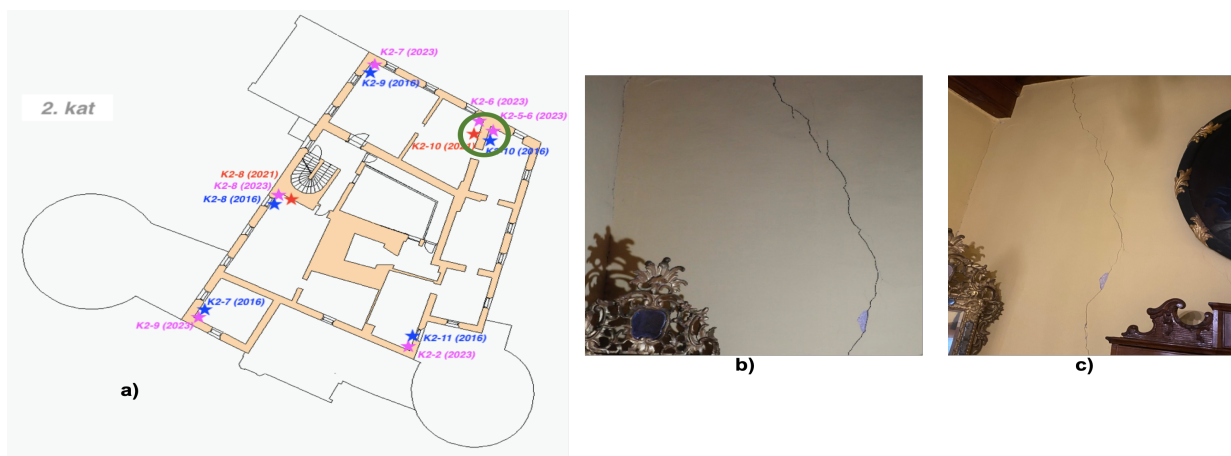 2. kat
K2-7 (2023)
K2-9 (2016)
K2-6 (2023)
K2-5-6 (2023)
K2-10 (2021)
K2-10 (2016)
K2-8 (2021)
K2-8 (2023)
K2-8 (2016)
K2-7 (2016)
K2-9 (2023)
K2-11 (2016)
K2-2 (2023)
a)
b)
c)